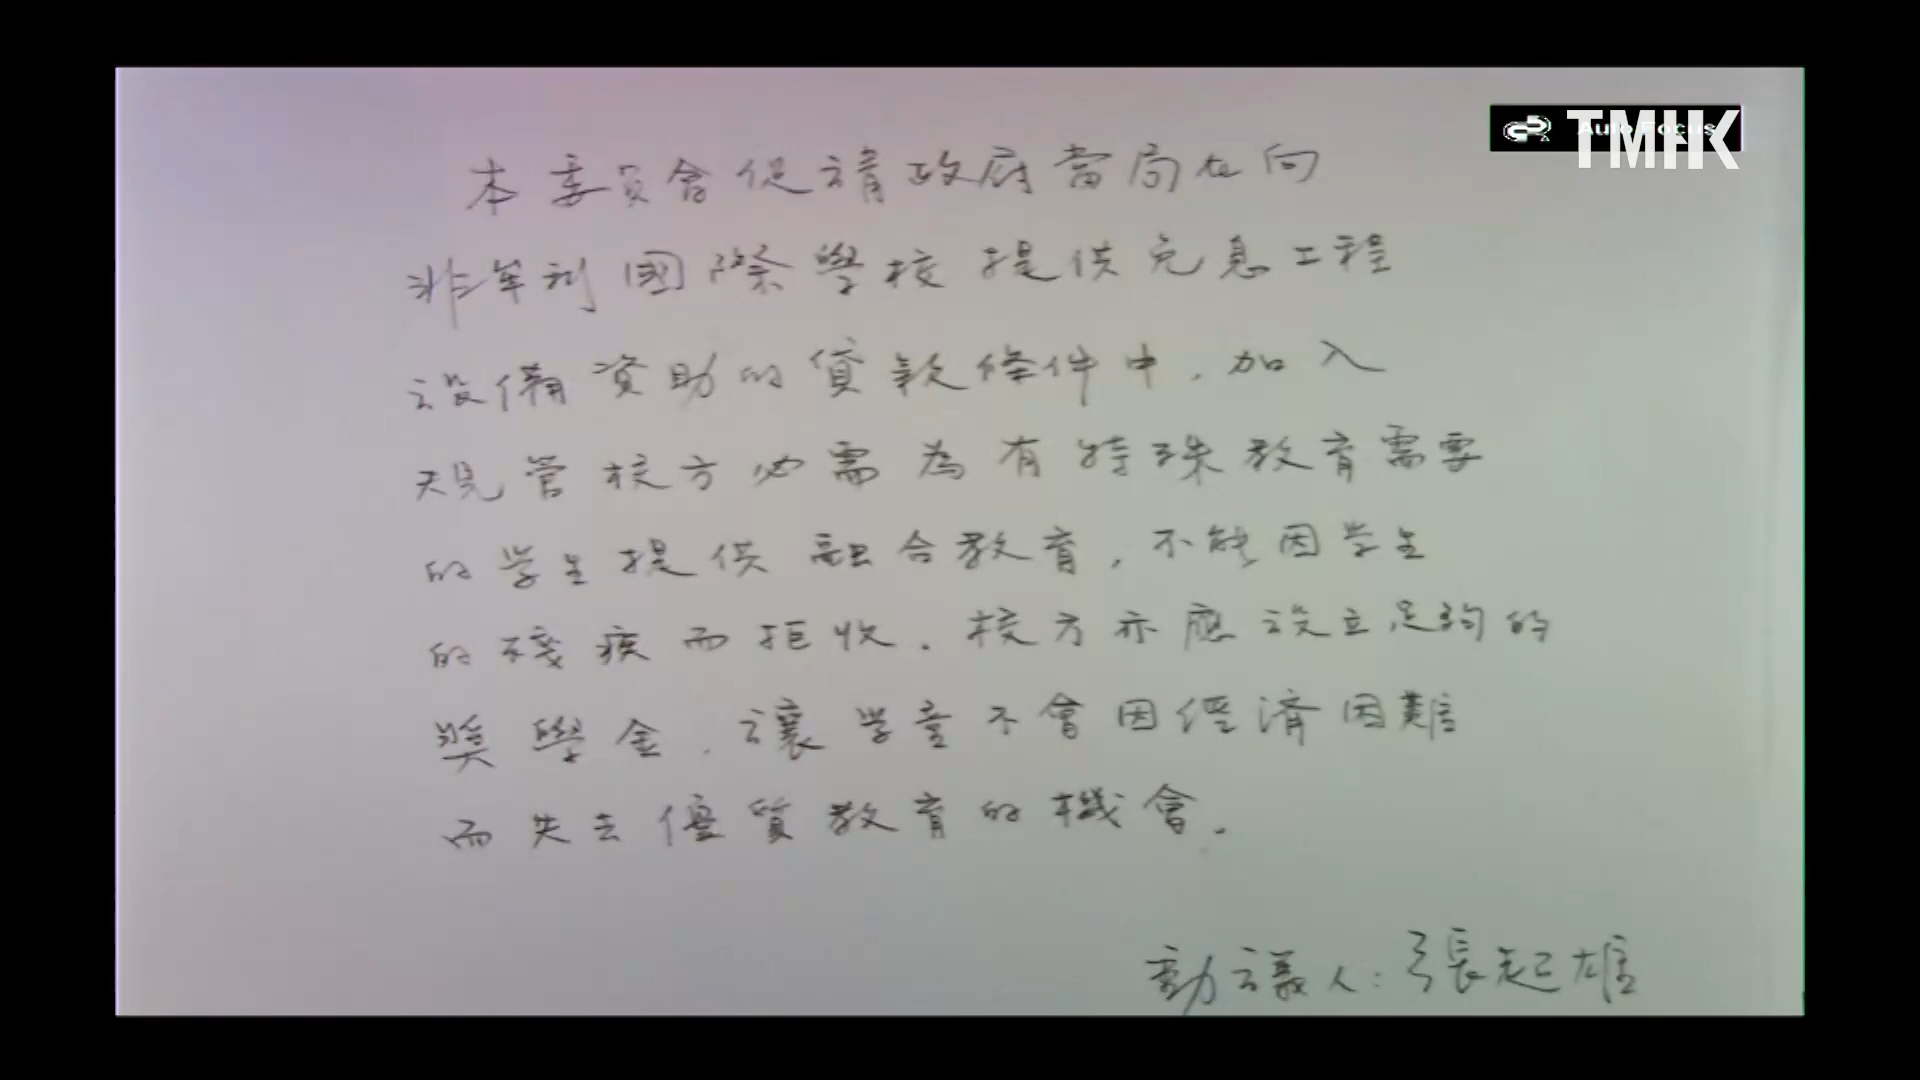 TMHK
本委員會促請政府當局在向
非牟利國際學校提供免息工程
設備資助的貸款條件中，加入
規管校方必需為有特殊教育需要
的学生提供融合教育，不能因学生
的殘疾而拒收。校方亦應設立足夠的
獎學金，讓学童不會因經濟困難
而失去優質教育的機會。
動議人：張超雄